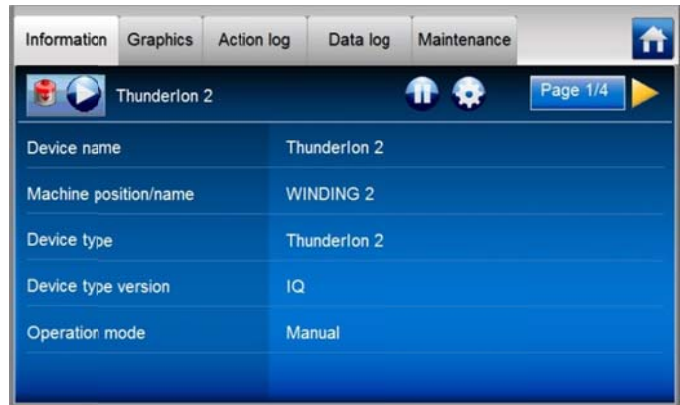 Information Graphics Action log Data log Maintenance
ThunderIon 2 Page 1/4
Device name ThunderIon 2
Machine position/name WINDING 2
Device type ThunderIon 2
Device type version IQ
Operation mode Manual